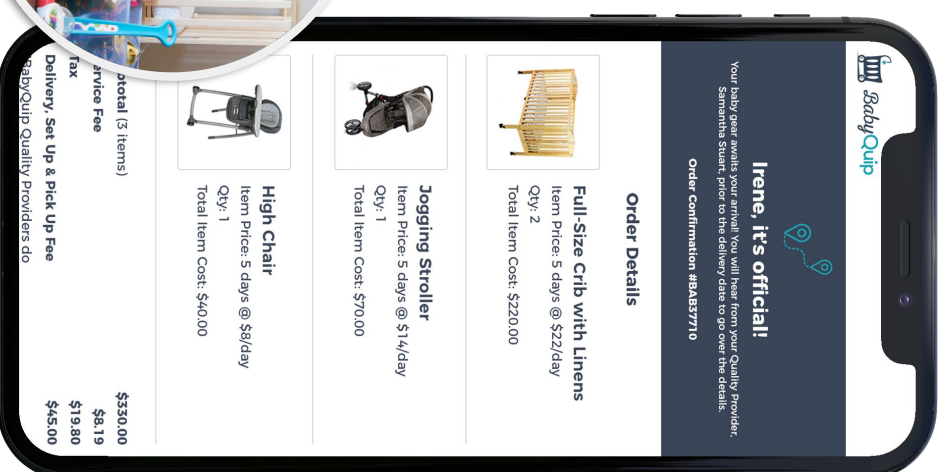 BabyQuip
Irene, it's official!
Your baby gear awaits your arrival! You will hear from your Quality Provider,
Samantha Stuart, prior to the delivery date to go over the details.
Order Confirmation #BAB37710
Order Details
Full-Size Crib with Linens
Item Price: 5 days @ $22/day
Qty: 2
Total Item Cost: $220.00
Jogging Stroller
Item Price: 5 days @ $14/day
Qty: 1
Total Item Cost: $70.00
High Chair
Item Price: 5 days @ $8/day
Qty: 1
Total Item Cost: $40.00
(3 items) $330.00
Fee $8.19
Tax $19.80
Delivery, Set Up & Pick Up Fee $45.00
BabyQuip Quality Providers do